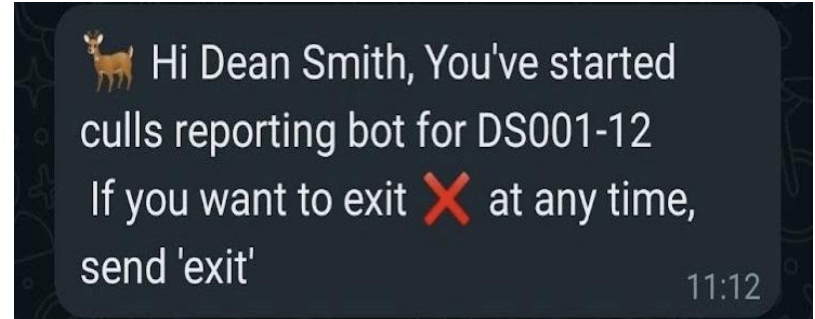 🦌 Hi Dean Smith, You've started
culls reporting bot for DS001-12
If you want to exit ❌ at any time,
send 'exit'
11:12